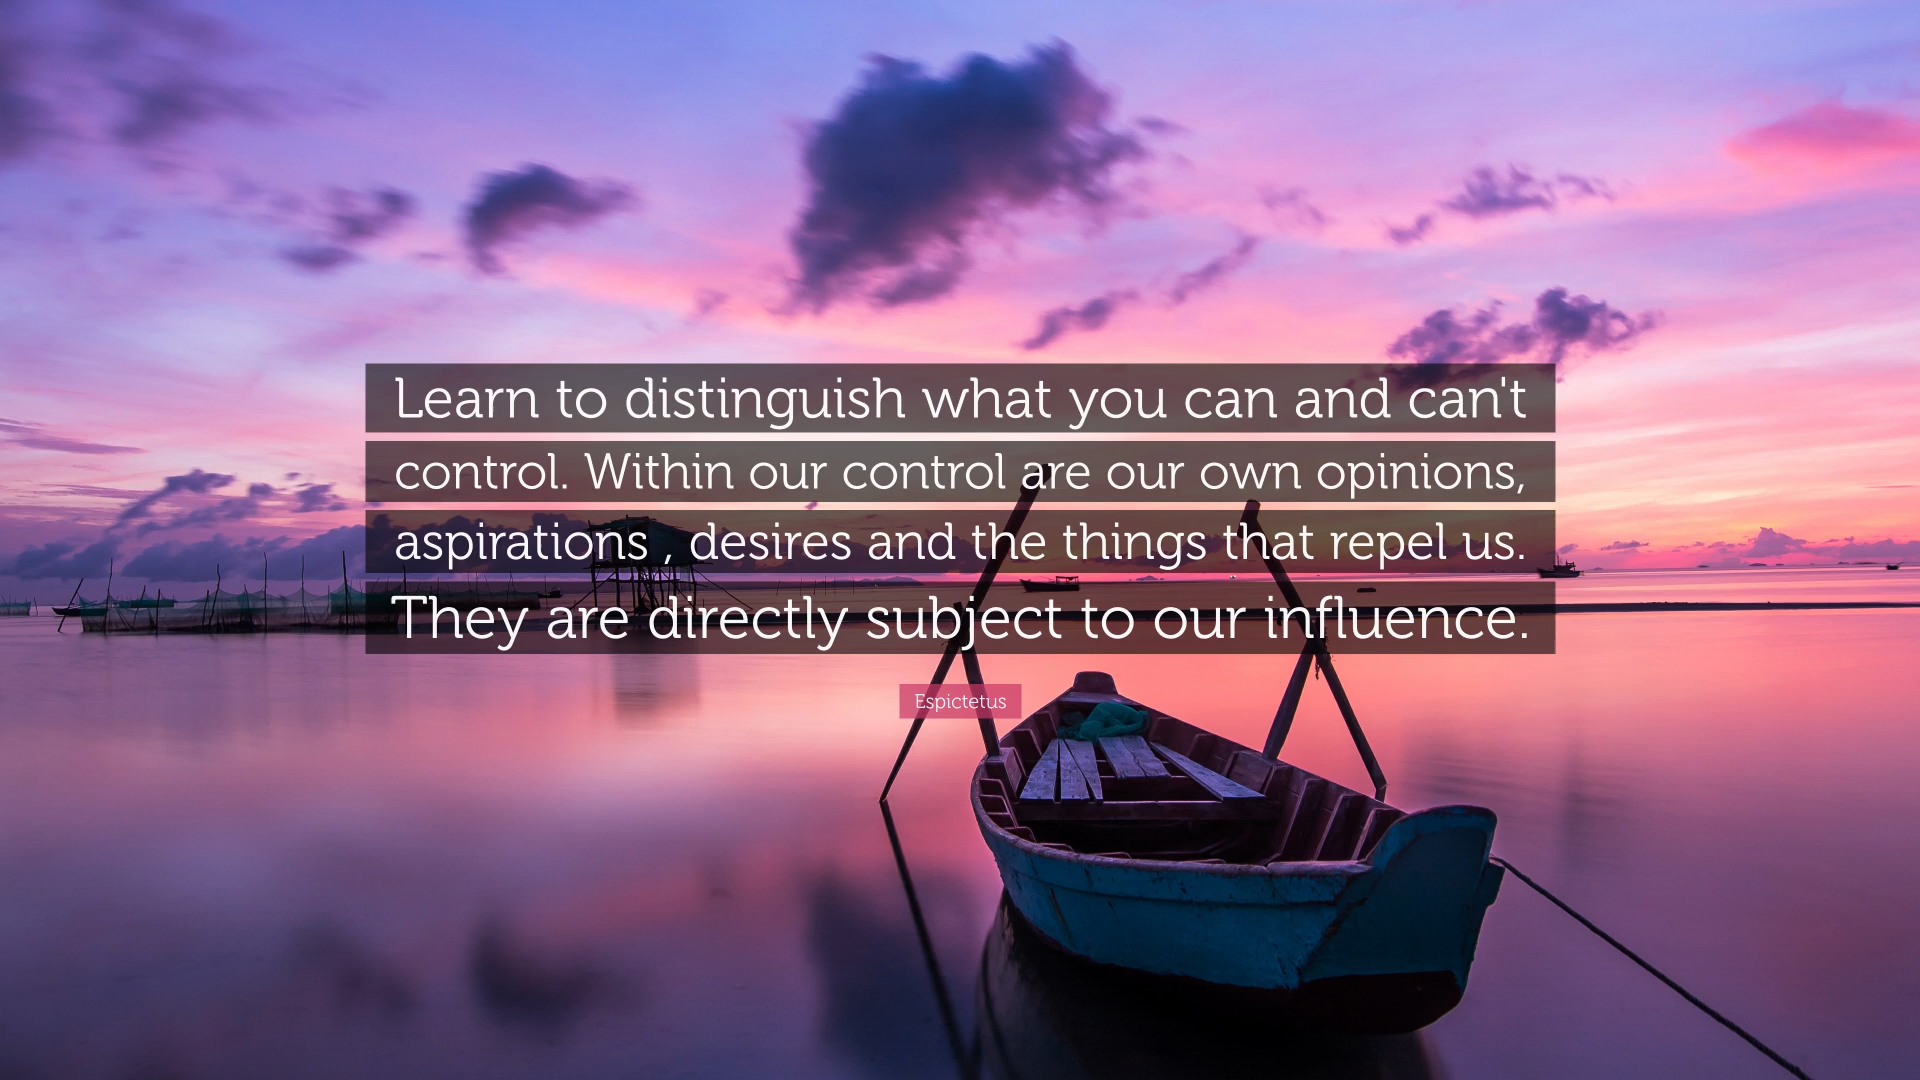 Learn to distinguish what you can and can't
control. Within our control are our own opinions,
aspirations , desires and the things that repel us.
They are directly subject to our influence.
Espictetus